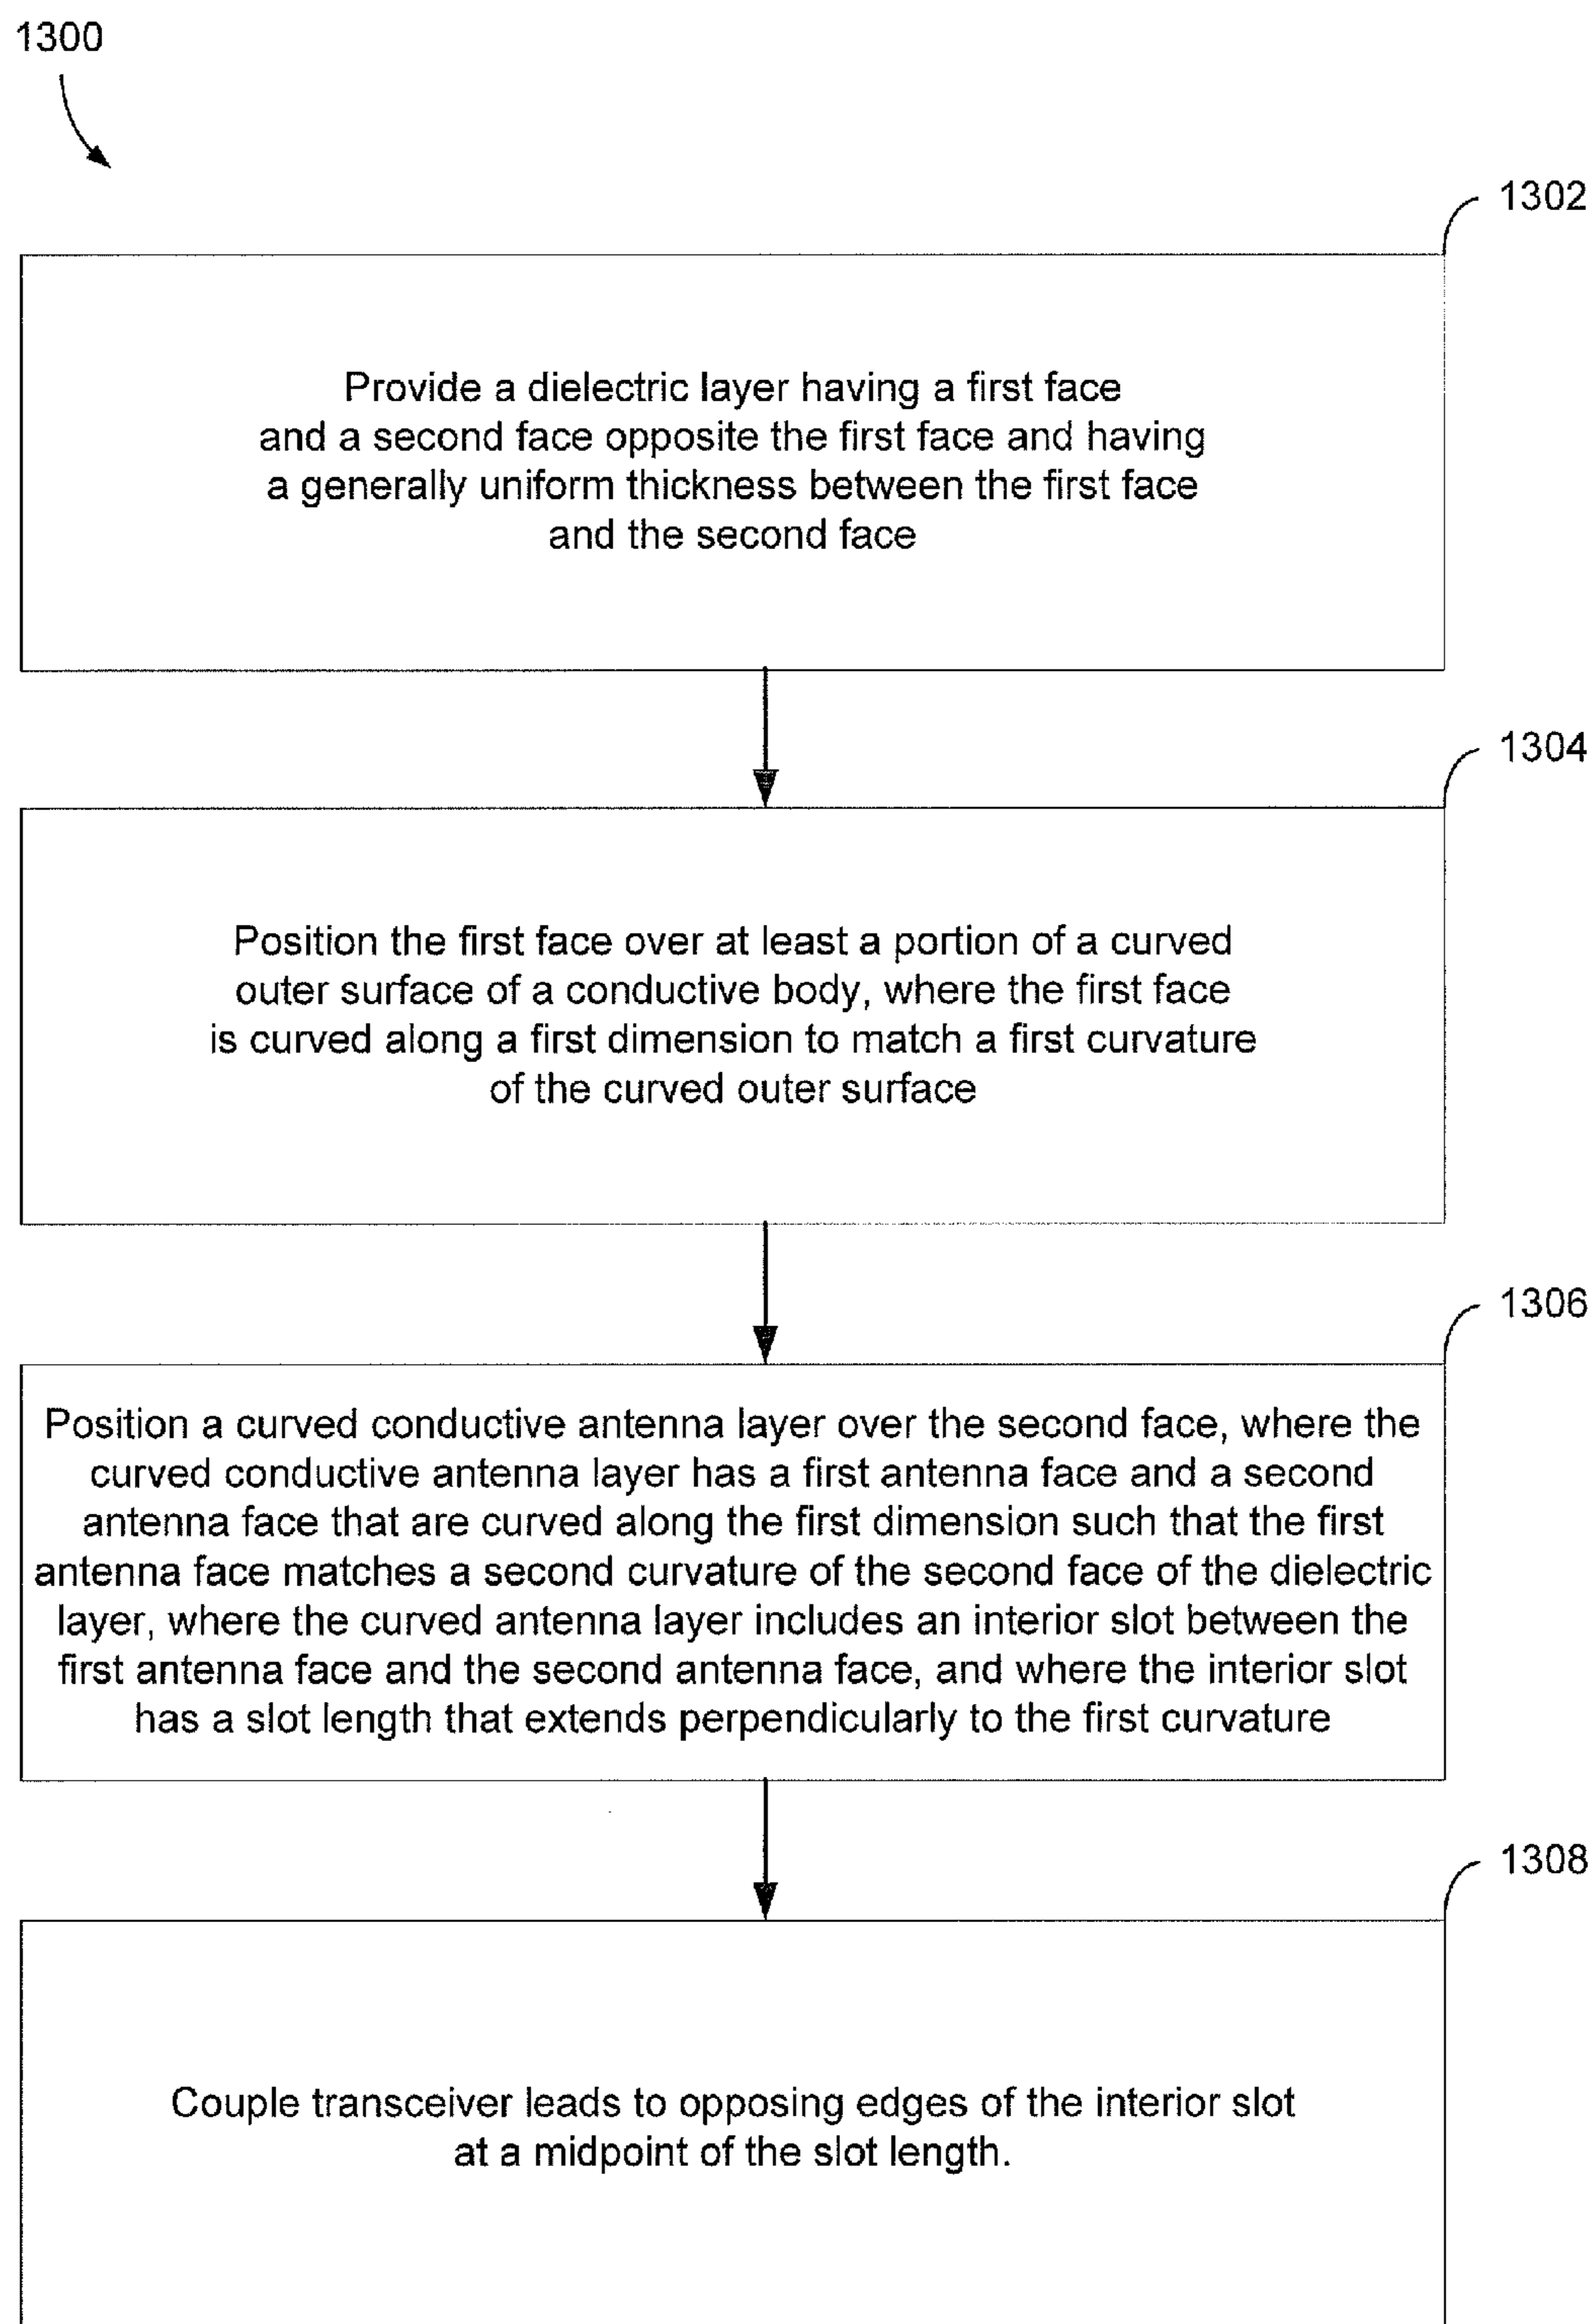 1300
1302
Provide a dielectric layer having a first face
and a second face opposite the first face and having
a generally uniform thickness between the first face
and the second face
1304
Position the first face over at least a portion of a curved
outer surface of a conductive body, where the first face
is curved along a first dimension to match a first curvature
of the curved outer surface
1306
Position a curved conductive antenna layer over the second face, where the
curved conductive antenna layer has a first antenna face and a second
antenna face that are curved along the first dimension such that the first
antenna face matches a second curvature of the second face of the dielectric
layer, where the curved antenna layer includes an interior slot between the
first antenna face and the second antenna face, and where the interior slot
has a slot length that extends perpendicularly to the first curvature
1308
Couple transceiver leads to opposing edges of the interior slot
at a midpoint of the slot length.